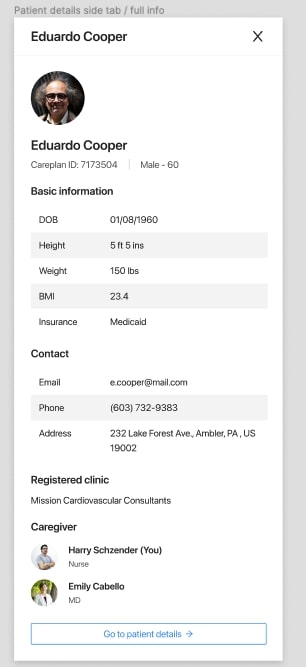 Patient details side tab / full info
Eduardo Cooper
Eduardo Cooper
Careplan ID: 7173504 | Male - 60
Basic information
DOB 01/08/1960
Height 5 ft 5 ins
Weight 150 lbs
BMI 23.4
Insurance Medicaid
Contact
Email e.cooper@mail.com
Phone (603) 732-9383
Address 232 Lake Forest Ave., Ambler, PA , US
19002
Registered clinic
Mission Cardiovascular Consultants
Caregiver
Harry Schzender (You)
Nurse
Emily Cabello
MD
Go to patient details →